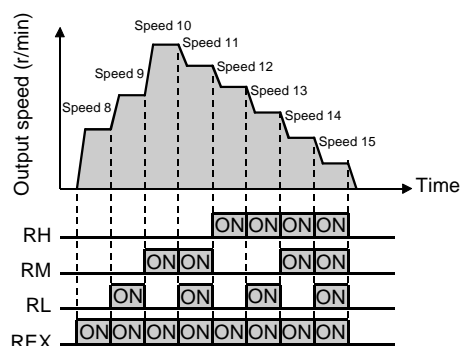 Output speed (r/min)
Speed 10
Speed 11
Speed 9
Speed 12
Speed 13
Speed 8
Speed 14
Speed 15
Time
RH ON ON ON ON
RM ON ON ON ON
RL ON ON ON ON
REX ON ON ON ON ON ON ON ON